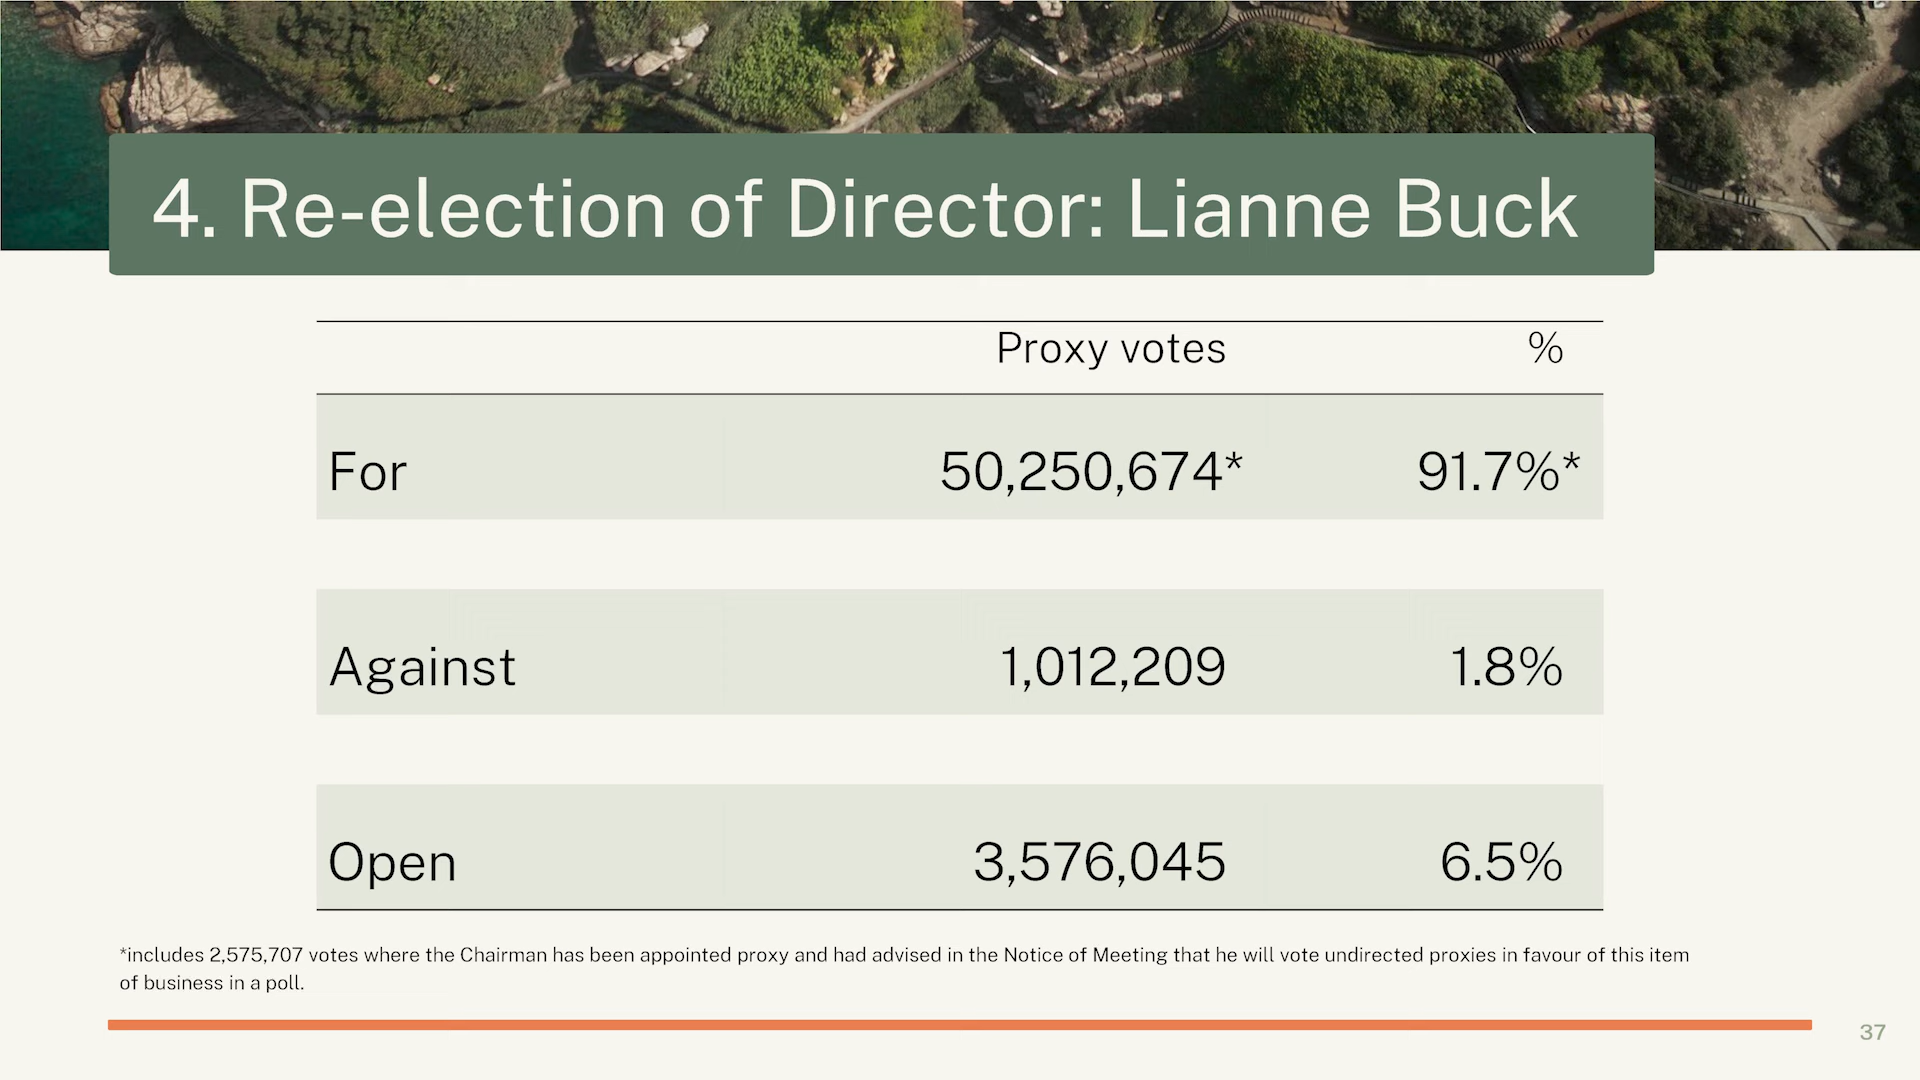 4. Re-election of Director: Lianne Buck
Proxy votes %
For 50,250,674* 91.7%*
Against 1,012,209 1.8%
Open 3,576,045 6.5%
*includes 2,575,707 votes where the Chairman has been appointed proxy and had advised in the Notice of Meeting that he will vote undirected proxies in favour of this item
of business in a poll.
37